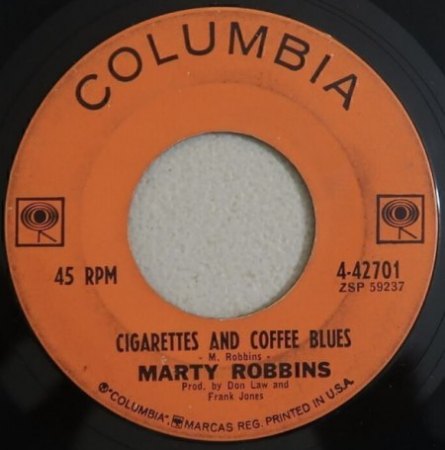 COLUMBIA
45 RPM
4-42701
ZSP 59237
CIGARETTES AND COFFEE BLUES
- M. Robbins -
MARTY ROBBINS
Prod. by Don Law and
Frank Jones
®"COLUMBIA", MARCAS REG. PRINTED IN U.S.A.